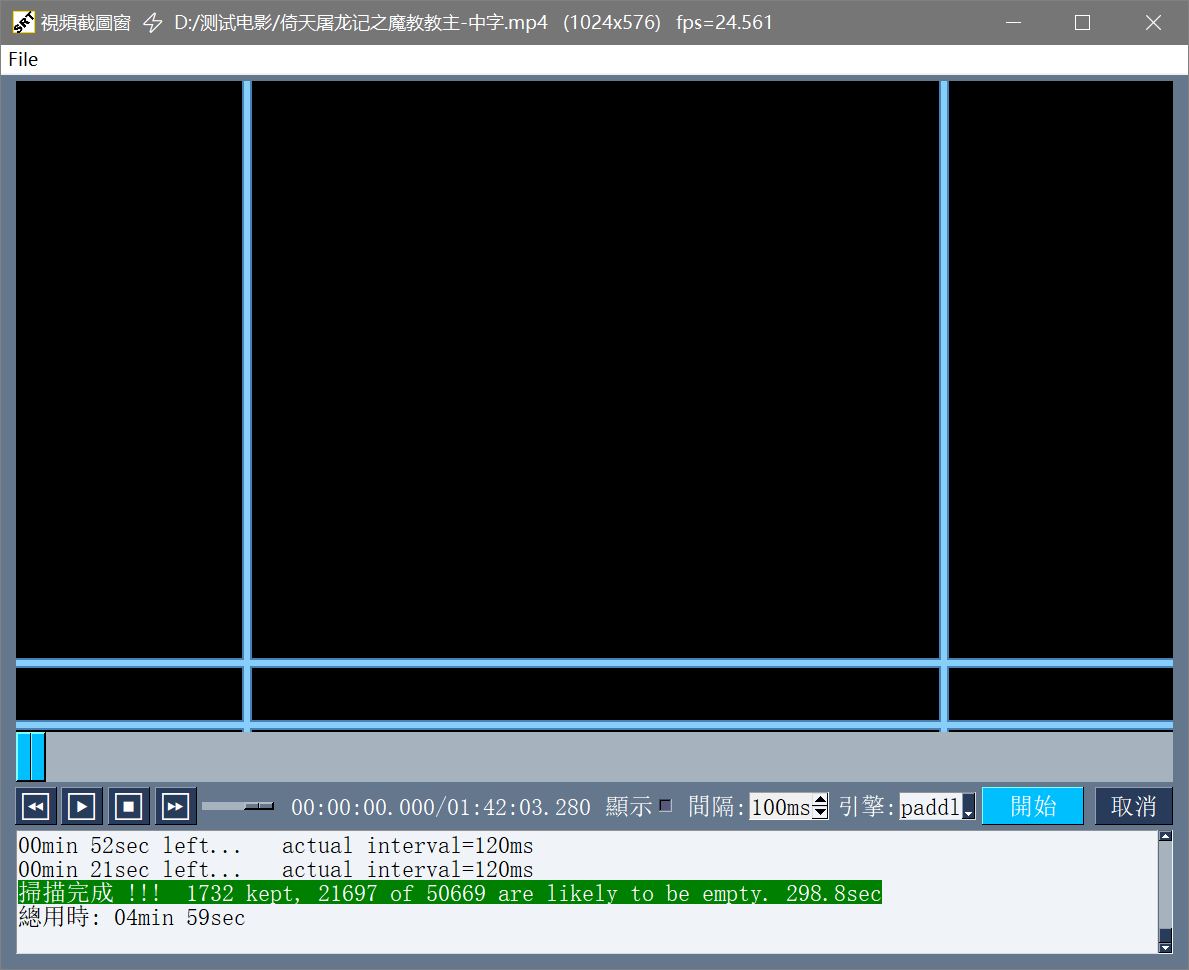 SRT 視頻截圖窗 D:/测试电影/倚天屠龙记之魔教教主-中字.mp4 (1024x576) fps=24.561
File
00:00:00.000/01:42:03.280 顯示 間隔: 100ms 引擎: paddl 開始 取消
00min 52sec left... actual interval=120ms
00min 21sec left... actual interval=120ms
掃描完成 !!! 1732 kept, 21697 of 50669 are likely to be empty. 298.8sec
總用時: 04min 59sec